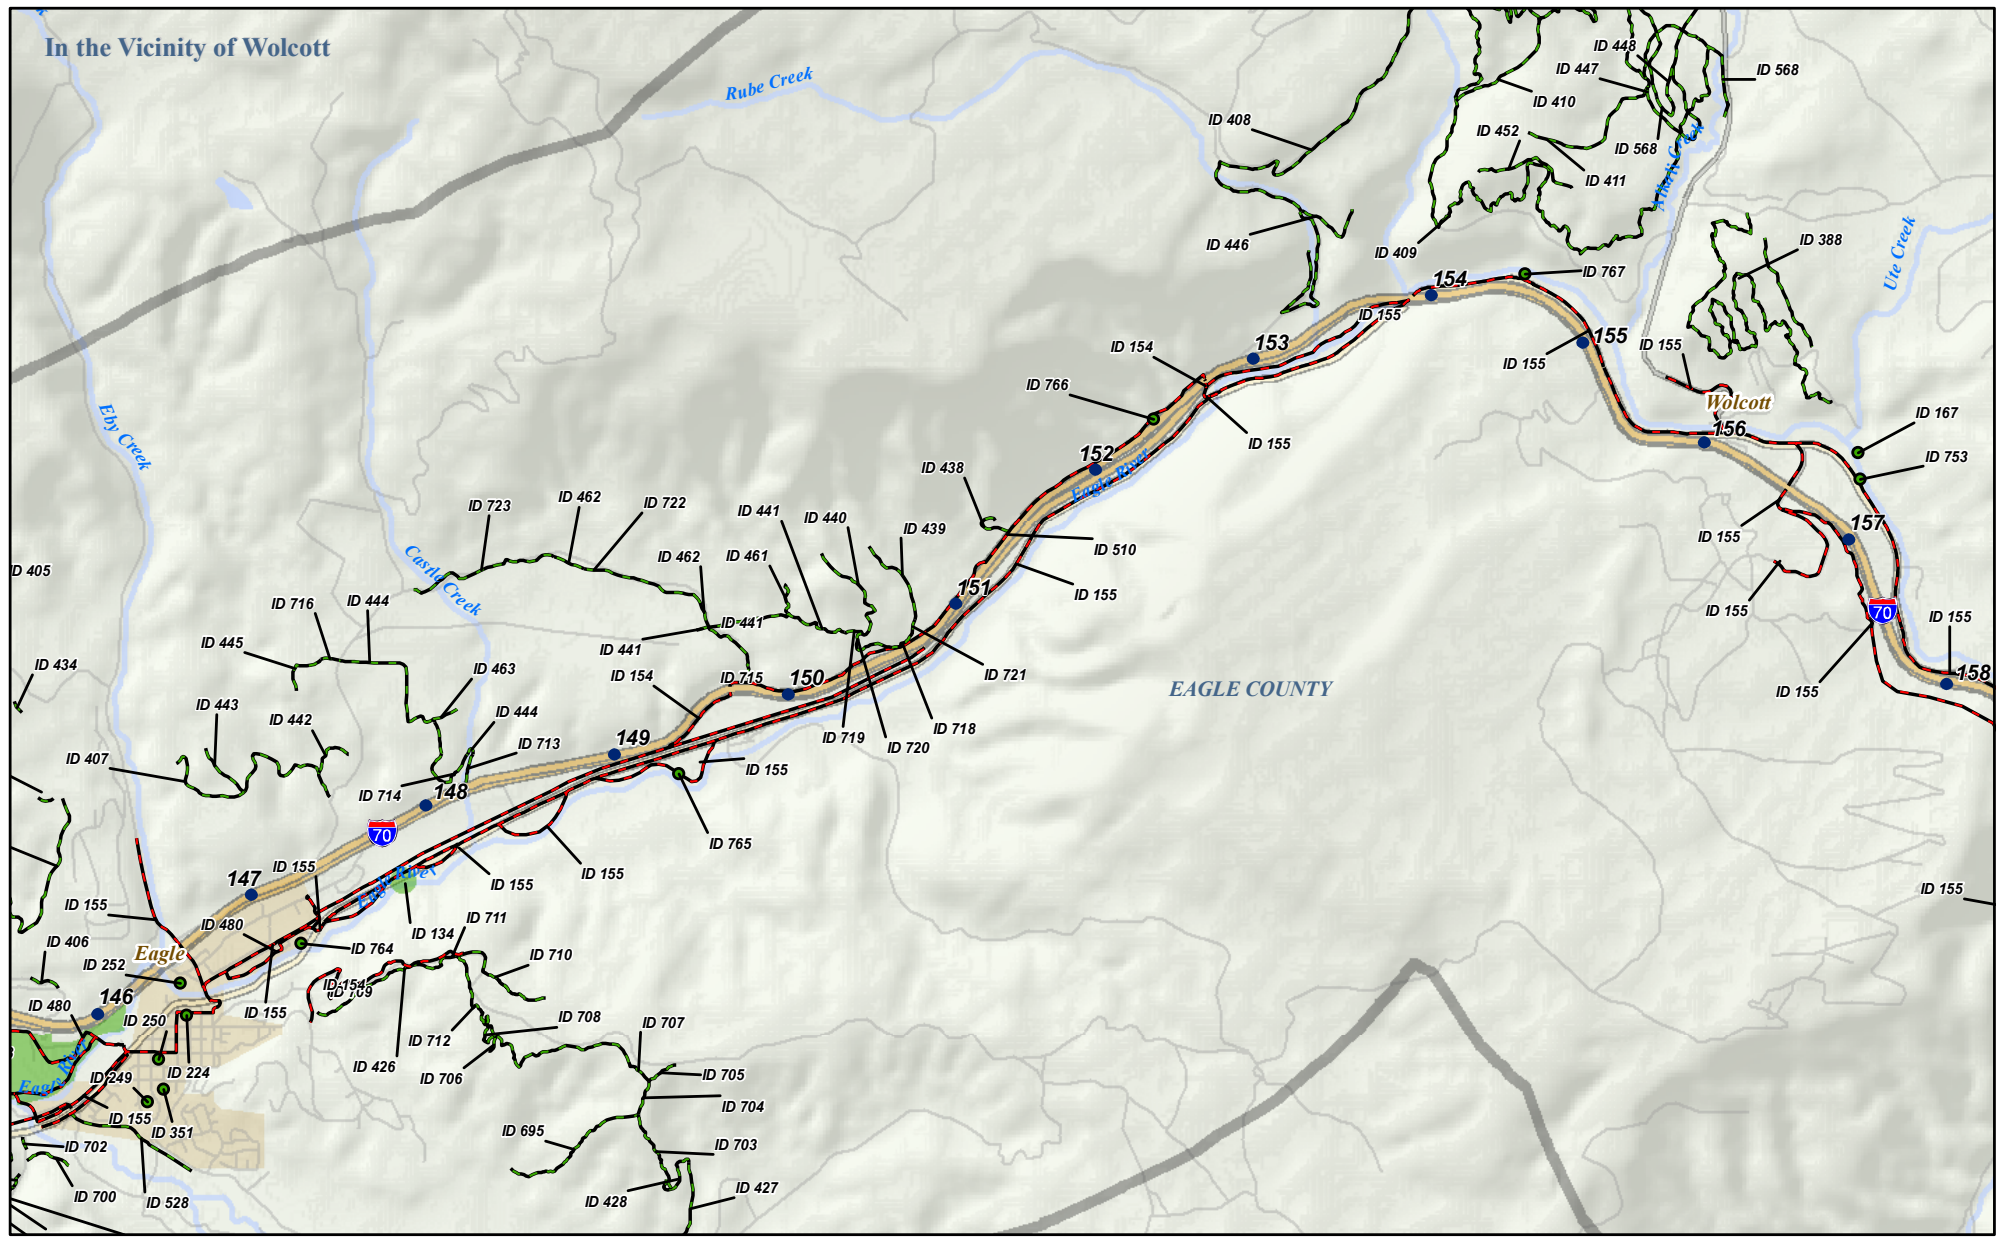 In the Vicinity of Wolcott
Rube Creek
ID 448
ID 447
ID 568
ID 410
ID 408
ID 452
ID 568
Alkali Creek
ID 411
ID 446
ID 409
ID 388
Ute Creek
ID 767
154
ID 155
155
ID 155
ID 155
153
ID 154
ID 766
Wolcott
156
ID 167
ID 155
ID 753
Eby Creek
152
Eagle River
ID 438
ID 723
ID 462
ID 722
ID 441
ID 440
ID 439
157
ID 155
ID 510
ID 462
ID 461
Castle Creek
ID 405
ID 155
151
ID 716
ID 444
ID 441
ID 155
70
ID 155
ID 445
ID 441
ID 434
ID 463
ID 154
ID 715
150
ID 721
EAGLE COUNTY
ID 155
158
ID 443
ID 442
ID 444
149
ID 719
ID 720
ID 718
ID 407
ID 713
ID 155
ID 714
148
70
ID 765
ID 155
ID 155
ID 155
147
Eagle Rive
ID 155
ID 155
ID 480
ID 134
ID 711
ID 406
Eagle
ID 764
ID 710
ID 252
ID 154
ID 709
146
ID 480
ID 155
ID 250
ID 712
ID 708
ID 707
ID 426
ID 706
ID 224
ID 705
Eagle River
ID 249
ID 704
ID 155
ID 351
ID 695
ID 703
ID 702
ID 700
ID 528
ID 428
ID 427